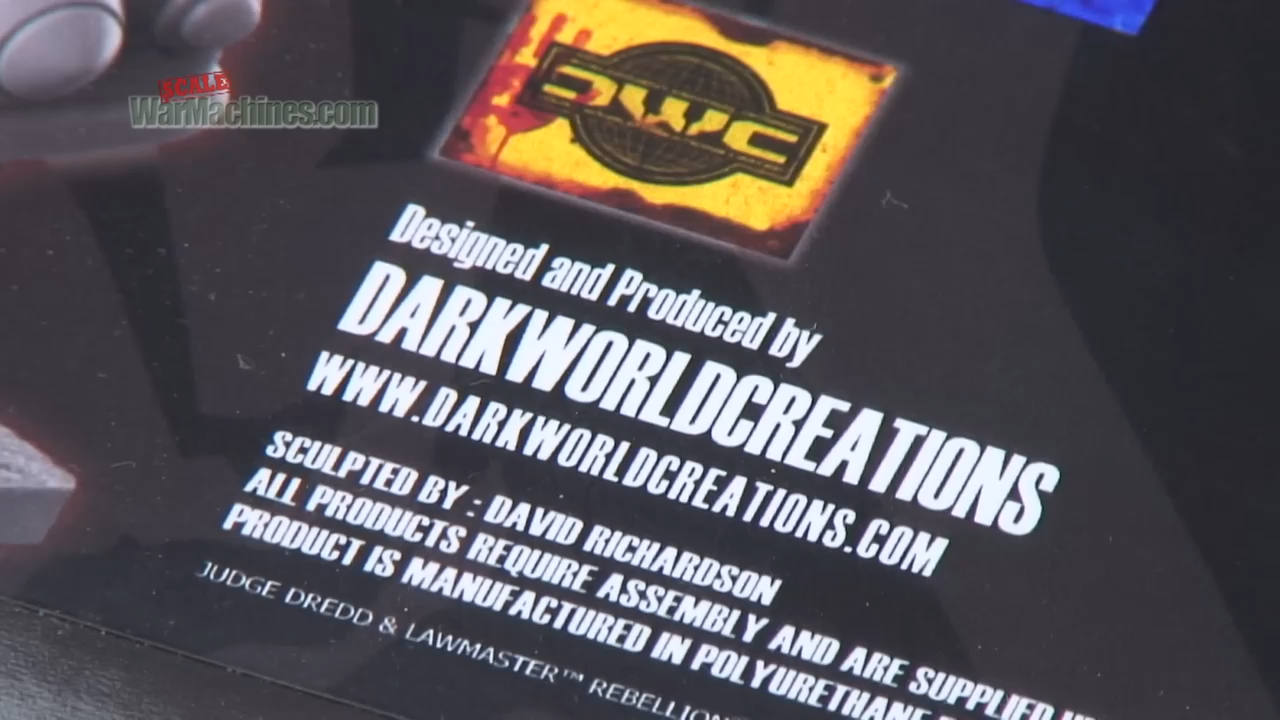 SCALE
WarMachines.com
DWC
Designed and Produced by
DARKWORLDCREATIONS
WWW.DARKWORLDCREATIONS.COM
SCULPTED BY : DAVID RICHARDSON
ALL PRODUCTS REQUIRE ASSEMBLY AND ARE SUPPLIED
PRODUCT IS MANUFACTURED IN POLYURETHANE
JUDGE DREDD & LAWMASTER™ REBELLION